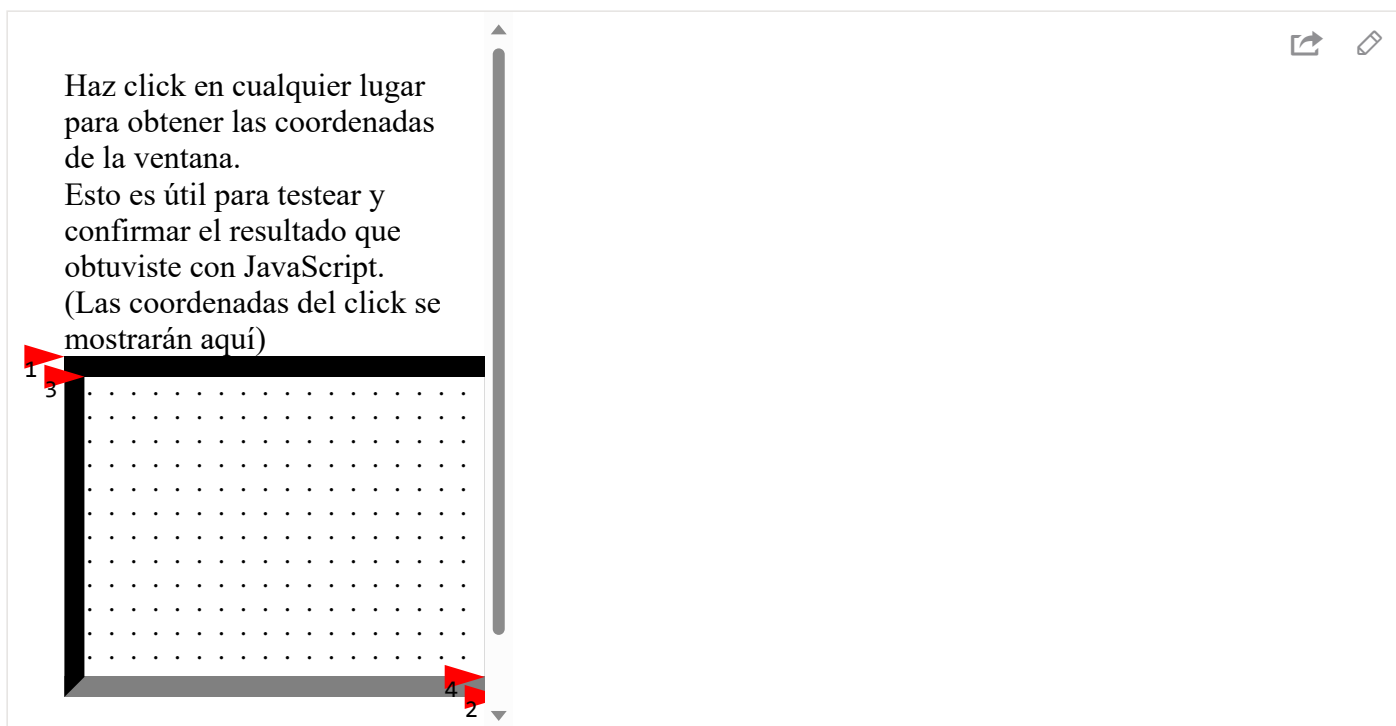 Haz click en cualquier lugar
para obtener las coordenadas
de la ventana.
Esto es útil para testear y
confirmar el resultado que
obtuviste con JavaScript.
(Las coordenadas del click se
mostrarán aquí)
1
3
. . . . . . . . . . . . . . . . . .
. . . . . . . . . . . . . . . . . .
. . . . . . . . . . . . . . . . . .
. . . . . . . . . . . . . . . . . .
. . . . . . . . . . . . . . . . . .
. . . . . . . . . . . . . . . . . .
. . . . . . . . . . . . . . . . . .
. . . . . . . . . . . . . . . . . .
. . . . . . . . . . . . . . . . . .
. . . . . . . . . . . . . . . . . .
. . . . . . . . . . . . . . . . . .
. . . . . . . . . . . . . . . . . .
4
2